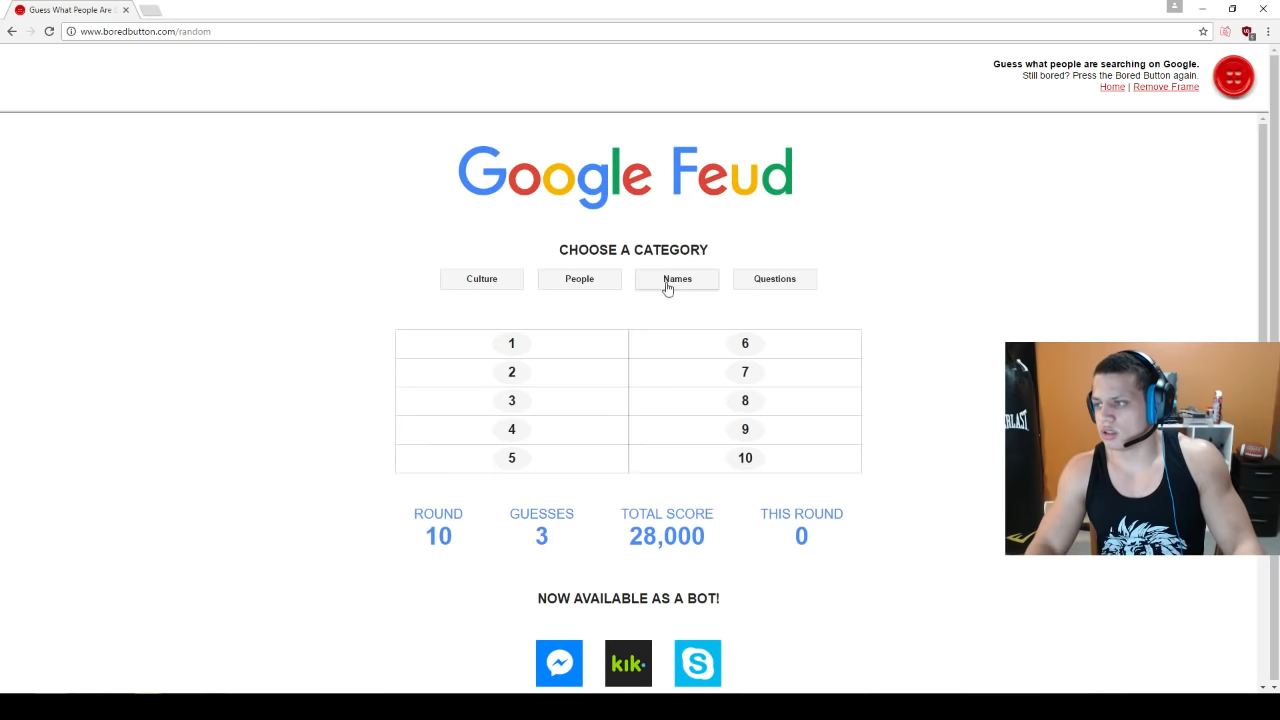 Guess What People Are
www.boredbutton.com/random
Guess what people are searching on Google.
Still bored? Press the Bored Button again.
Home | Remove Frame
Google Feud
CHOOSE A CATEGORY
Culture People Names Questions
1 6
2 7
3 8
4 9
5 10
ROUND GUESSES TOTAL SCORE THIS ROUND
10 3 28,000 0
NOW AVAILABLE AS A BOT!
kik